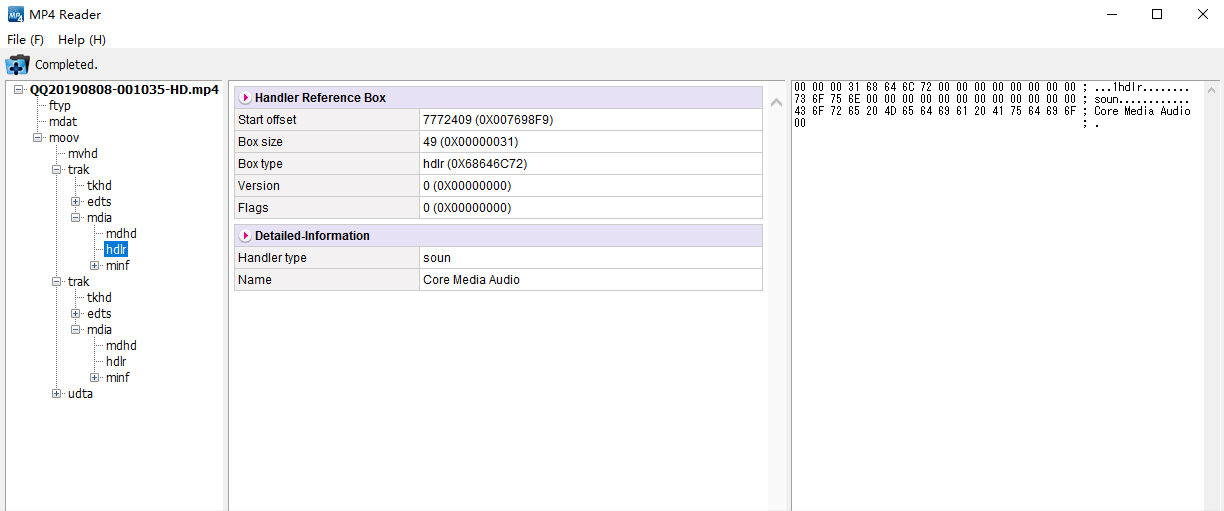 MP4 Reader
File (F) Help (H)
Completed.
QQ20190808-001035-HD.mp4
ftyp
mdat
moov
mvhd
trak
tkhd
edts
mdia
mdhd
hdlr
minf
trak
tkhd
edts
mdia
mdhd
hdlr
minf
udta
Handler Reference Box
Start offset 7772409 (0X007698F9)
Box size 49 (0X00000031)
Box type hdlr (0X68646C72)
Version 0 (0X00000000)
Flags 0 (0X00000000)
Detailed-Information
Handler type soun
Name Core Media Audio
00 00 00 31 68 64 6C 72 00 00 00 00 00 00 00 00 ; ...1hdlr........
73 6F 75 6E 00 00 00 00 00 00 00 00 00 00 00 00 ; soun............
43 6F 72 65 20 4D 65 64 69 61 20 41 75 64 69 6F ; Core Media Audio
00 ; .